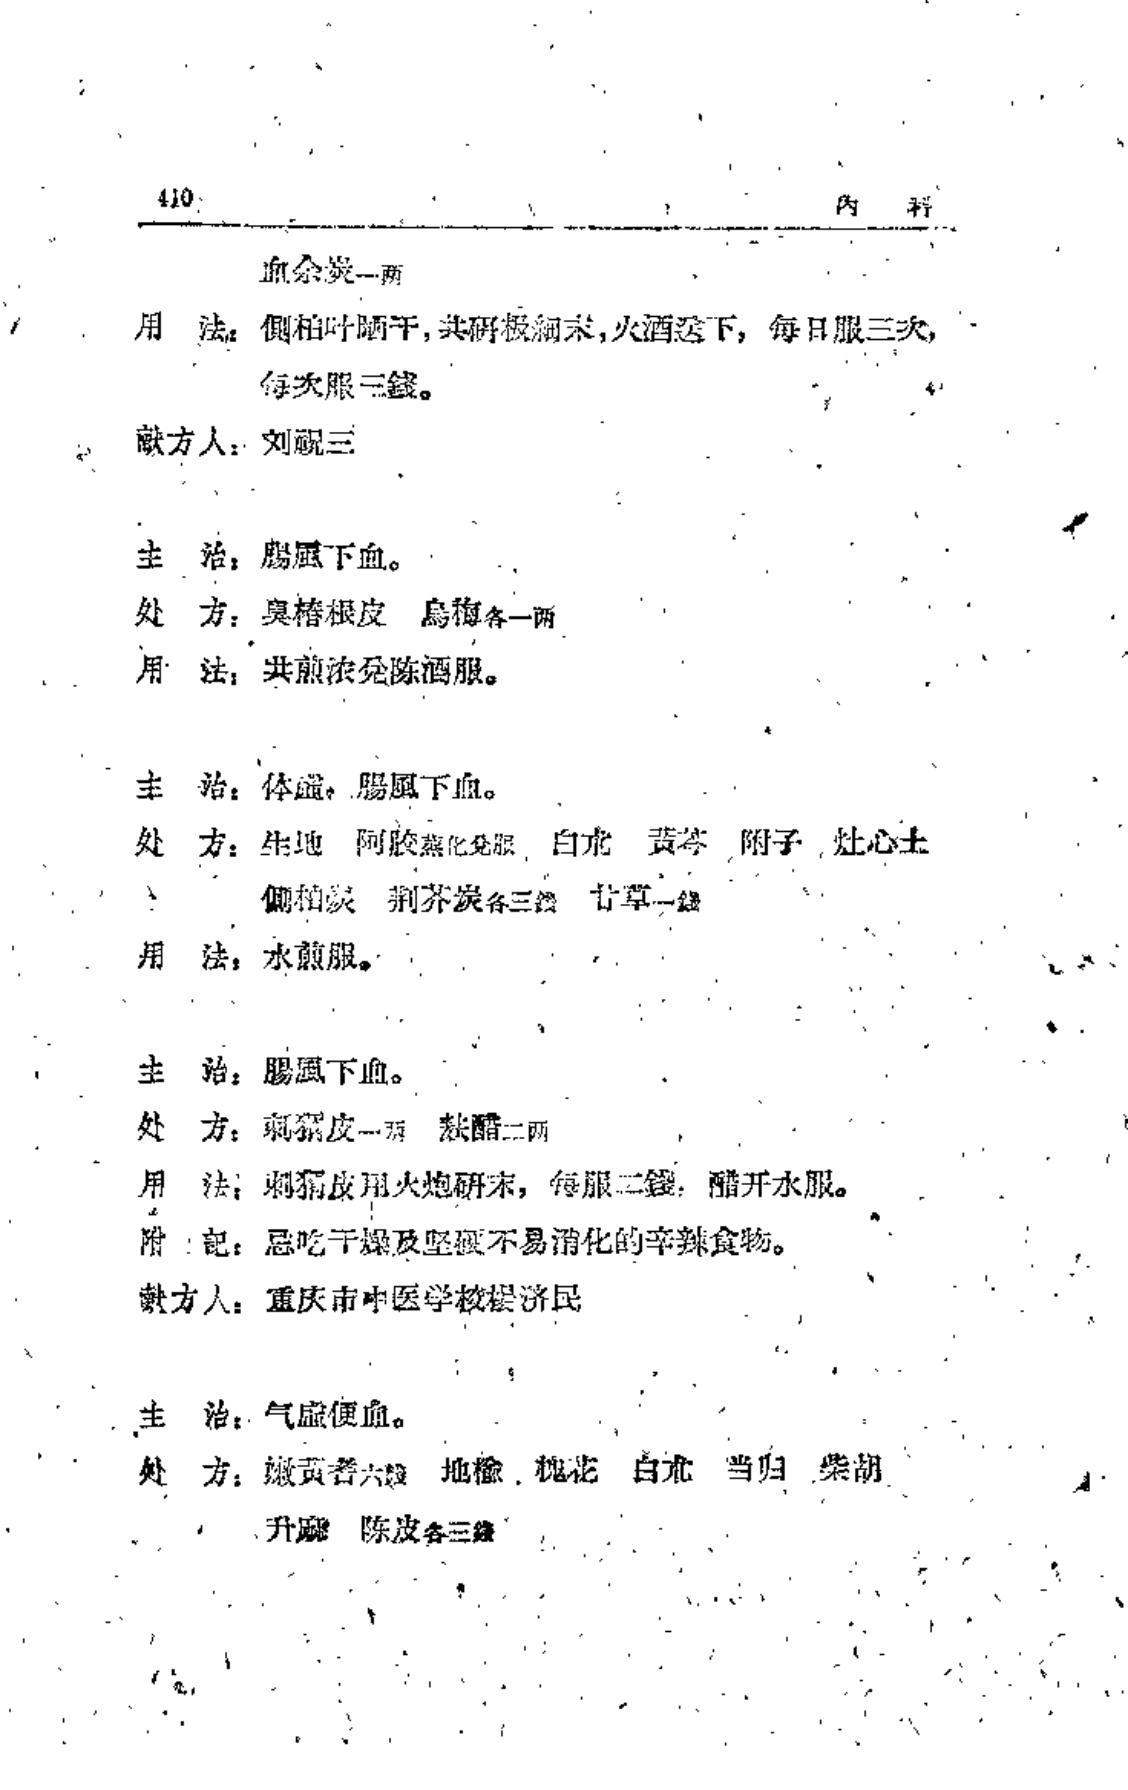 410
內 科
血余炭一两
用 法：側柏叶晒干，共研极細末，火酒送下，每日服三次，
每次服三錢。
献方人：刘覗三
主 治：腸風下血。
处 方：臭椿根皮 烏梅各一两
用 法：共煎浓兌陈酒服。
主 治：体虛，腸風下血。
处 方：生地 阿胶蒸化兌服 白朮 黃芩 附子 灶心土
側柏炭 荆芥炭各三錢 甘草一錢
用 法：水煎服。
主 治：腸風下血。
处 方：刺猬皮一两 麸醋二两
用 法：刺猬皮用火炮研末，每服二錢，醋开水服。
附 記：忌吃干燥及坚硬不易消化的辛辣食物。
献方人：重庆市中医学校楊济民
主 治：气虛便血。
处 方：嫩黃耆六錢 地榆 槐花 白朮 当归 柴胡
升麻 陈皮各三錢